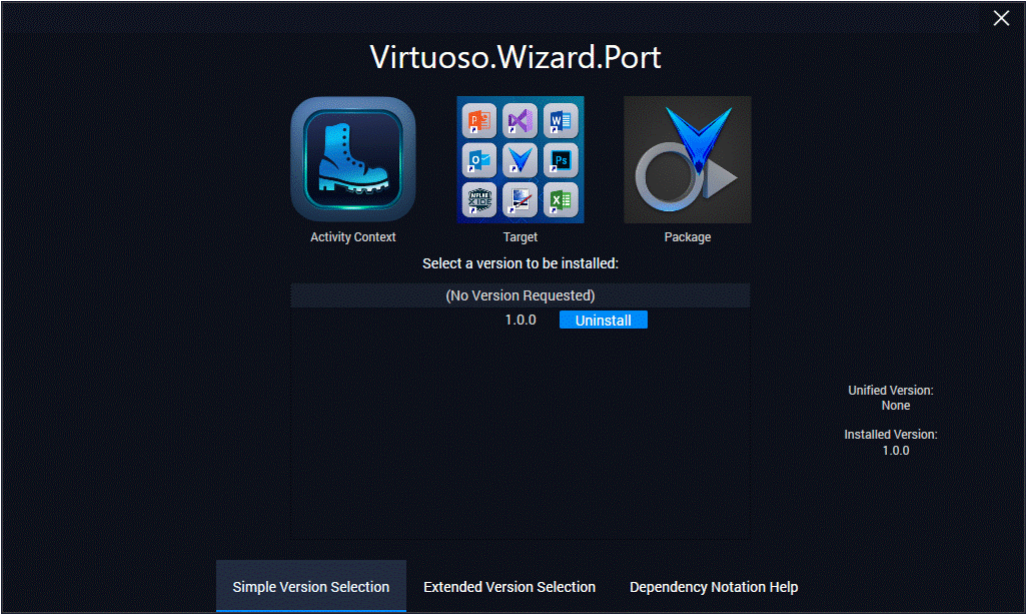 Virtuoso.Wizard.Port
Activity Context
Target
Package
Select a version to be installed:
(No Version Requested)
1.0.0 Uninstall
Unified Version:
None
Installed Version:
1.0.0
Simple Version Selection Extended Version Selection Dependency Notation Help